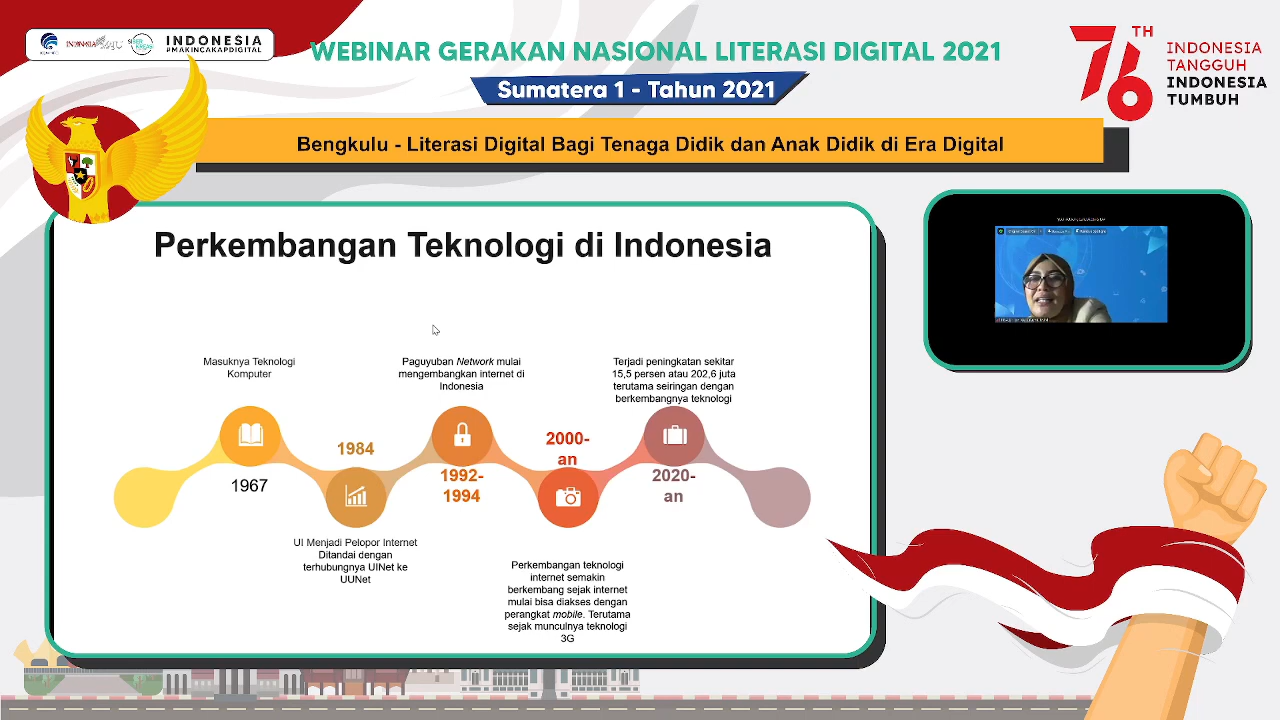 INDONESIA
#MAKINCAKAPDIGITAL
WEBINAR GERAKAN NASIONAL LITERASI DIGITAL 2021
Sumatera 1 - Tahun 2021
76TH
INDONESIA
TANGGUH
INDONESIA
TUMBUH
Bengkulu - Literasi Digital Bagi Tenaga Didik dan Anak Didik di Era Digital
Perkembangan Teknologi di Indonesia
Masuknya Teknologi
Komputer
1967
1984
UI Menjadi Pelopor Internet
Ditandai dengan
terhubungnya UINet ke
UUNet
Paguyuban Network mulai
mengembangkan internet di
Indonesia
1992-
1994
2000-
an
Perkembangan teknologi
internet semakin
berkembang sejak internet
mulai bisa diakses dengan
perangkat mobile. Terutama
sejak munculnya teknologi
3G
Terjadi peningkatan sekitar
15,5 persen atau 202,6 juta
terutama seiringan dengan
berkembangnya teknologi
2020-
an